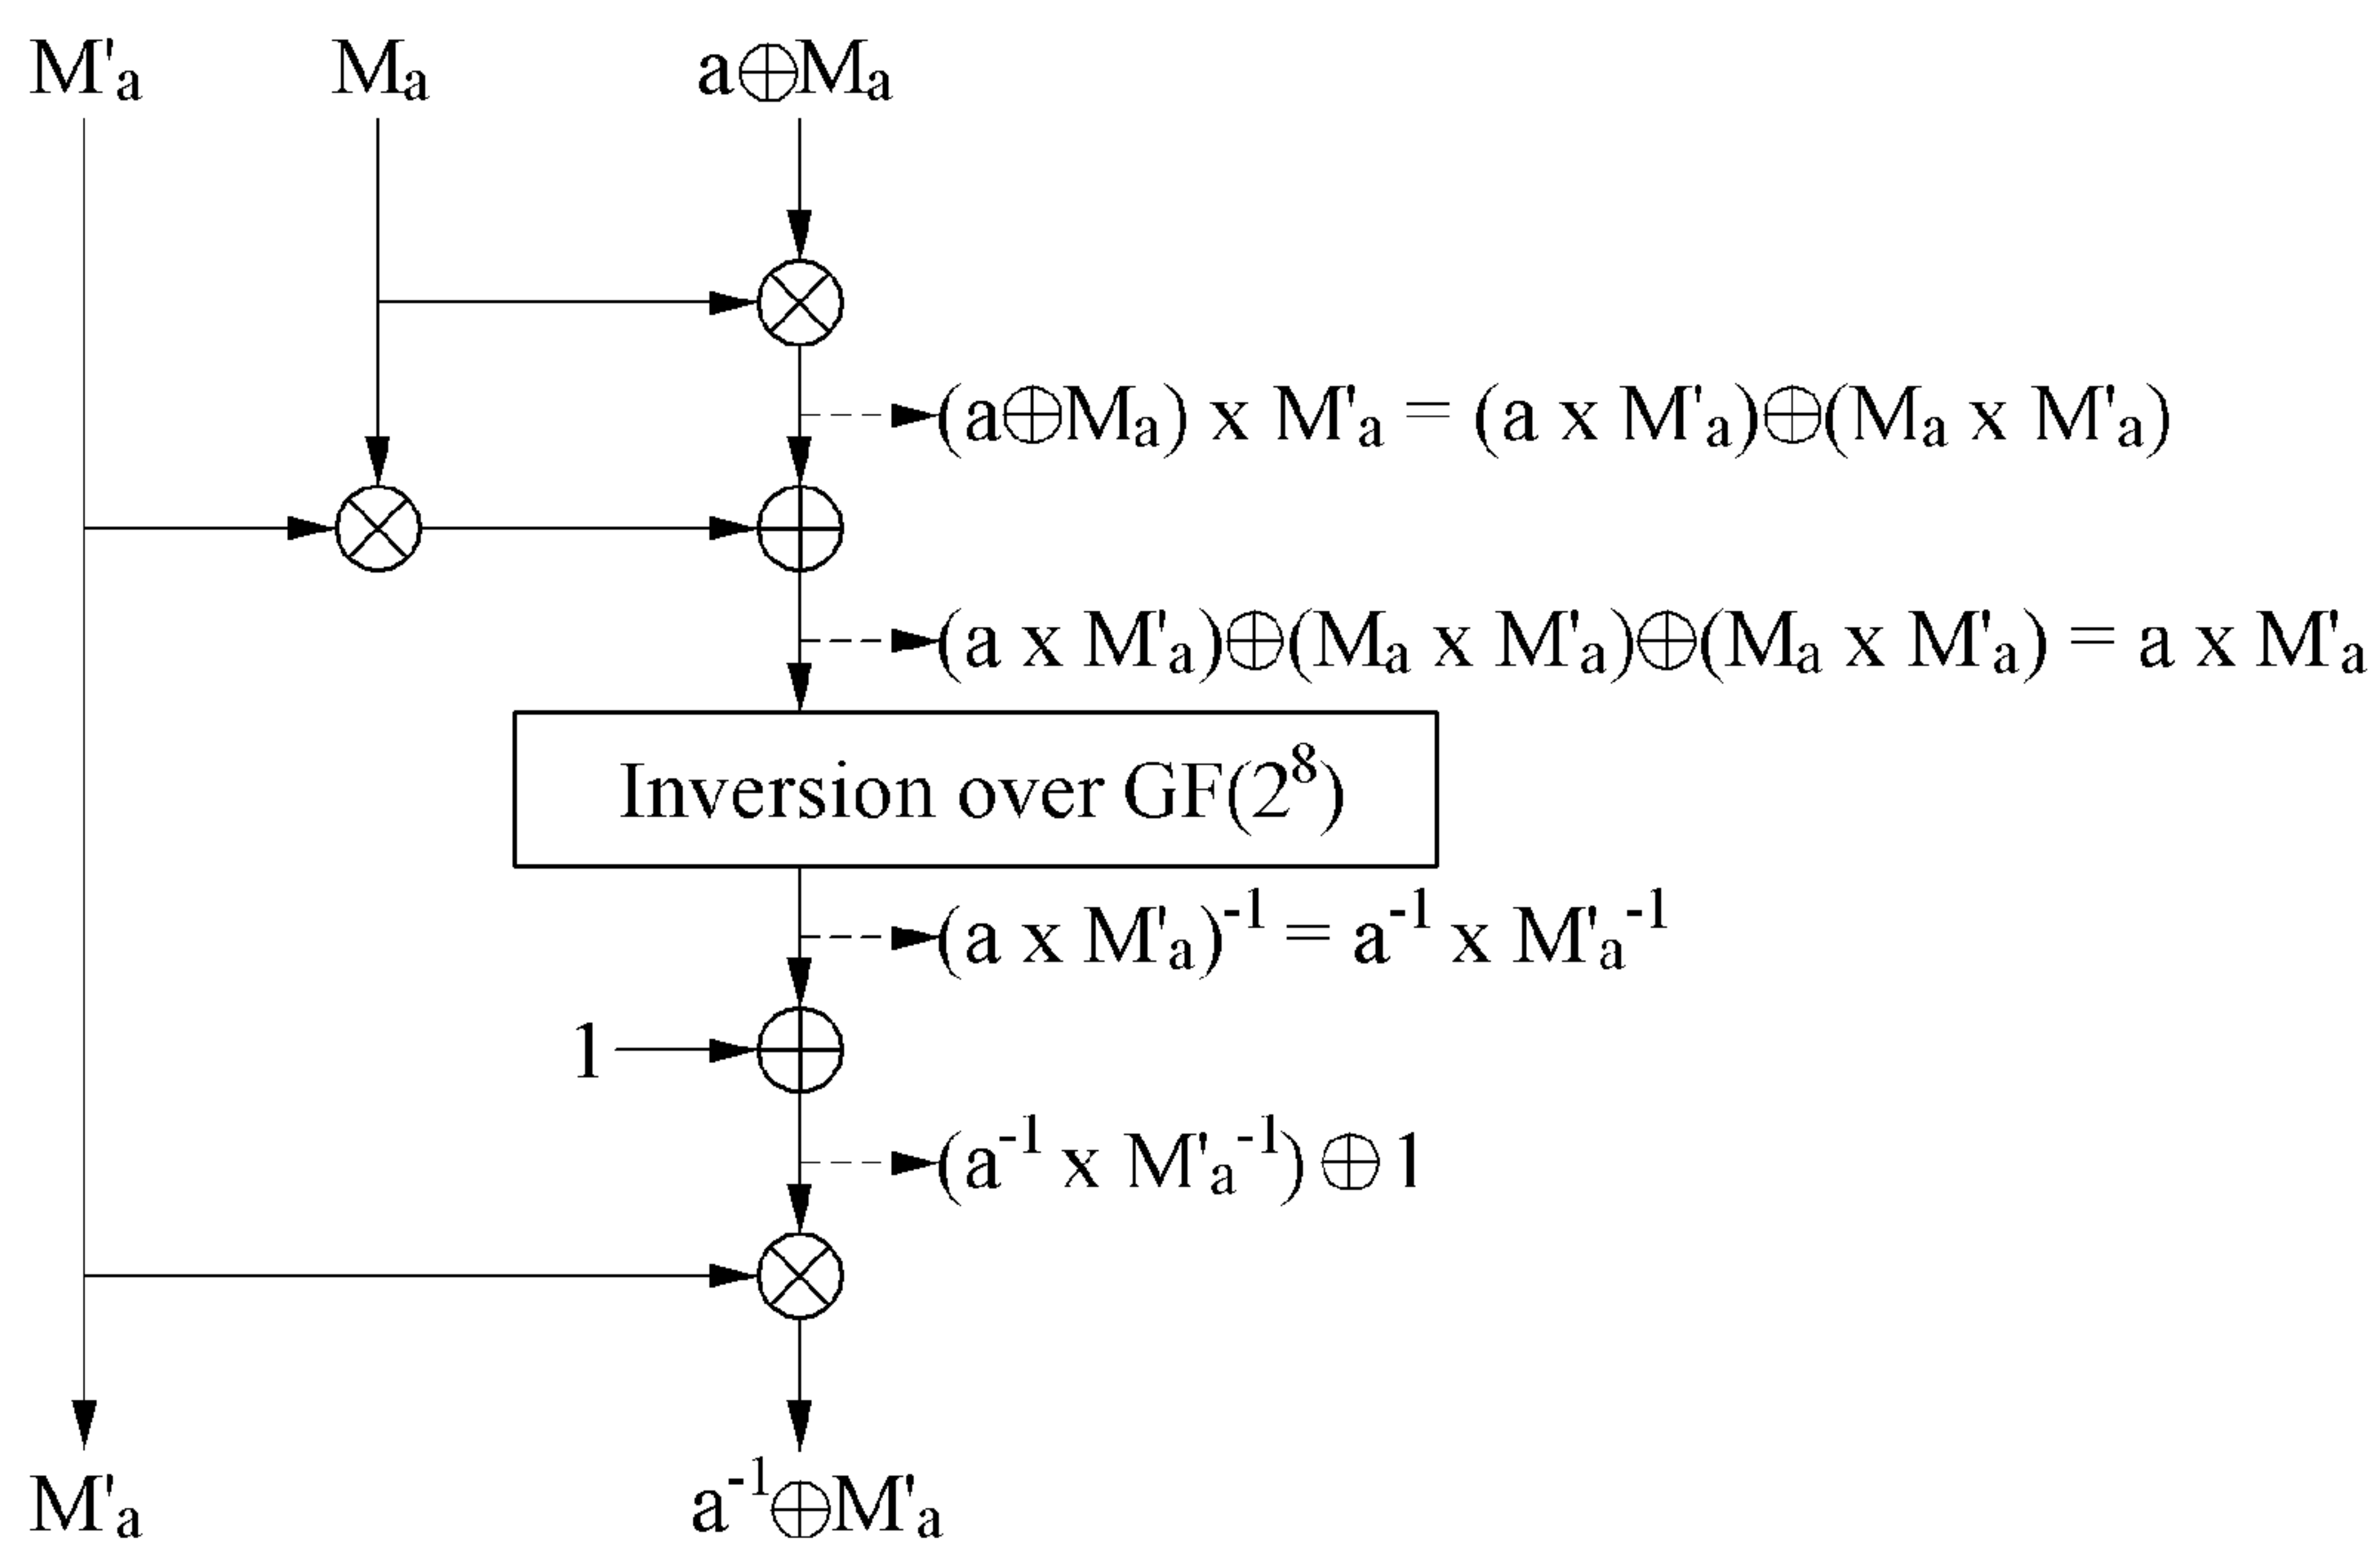 M'ₐ Mₐ a⊕Mₐ
(a⊕Mₐ) x M'ₐ = (a x M'ₐ)⊕(Mₐ x M'ₐ)
(a x M'ₐ)⊕(Mₐ x M'ₐ)⊕(Mₐ x M'ₐ) = a x M'ₐ
Inversion over GF(2⁸)
(a x M'ₐ)⁻¹ = a⁻¹ x M'ₐ⁻¹
1
(a⁻¹ x M'ₐ⁻¹)⊕1
M'ₐ a⁻¹⊕M'ₐ